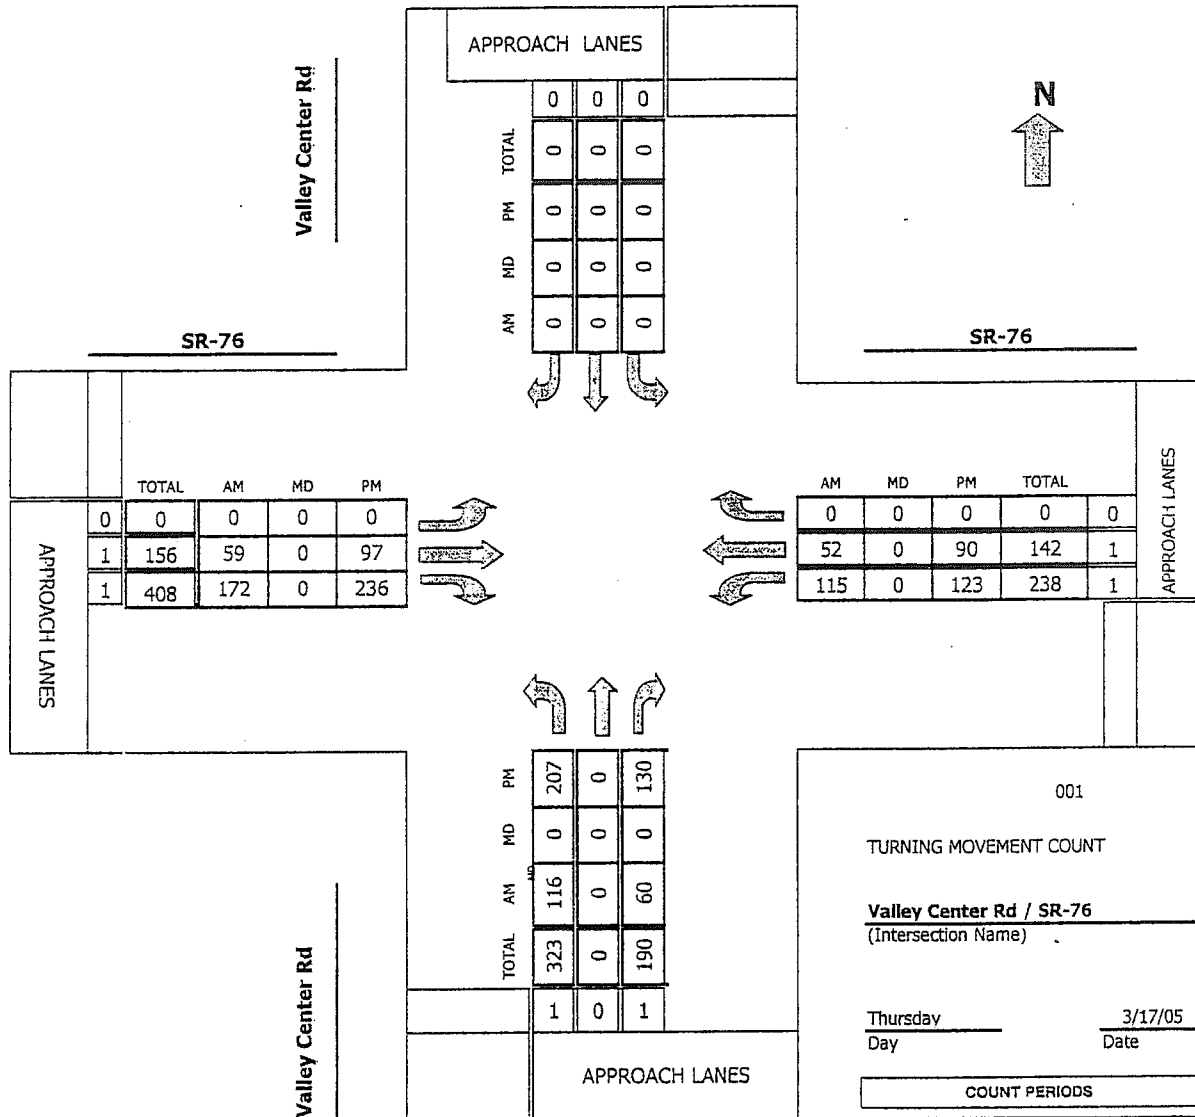 APPROACH LANES
Valley Center Rd
N
0 0 0
TOTAL 0 0 0
PM 0 0 0
MD 0 0 0
AM 0 0 0
SR-76
SR-76
TOTAL AM MD PM
0 0 0 0 0
1 156 59 0 97
1 408 172 0 236
APPROACH LANES
AM MD PM TOTAL
0 0 0 0 0
52 0 90 142 1
115 0 123 238 1
APPROACH LANES
PM 207 0 130
MD 0 0 0
AM 116 0 60
TOTAL 323 0 190
1 0 1
APPROACH LANES
Valley Center Rd
001
TURNING MOVEMENT COUNT
Valley Center Rd / SR-76
(Intersection Name)
Thursday 3/17/05
Day Date
COUNT PERIODS